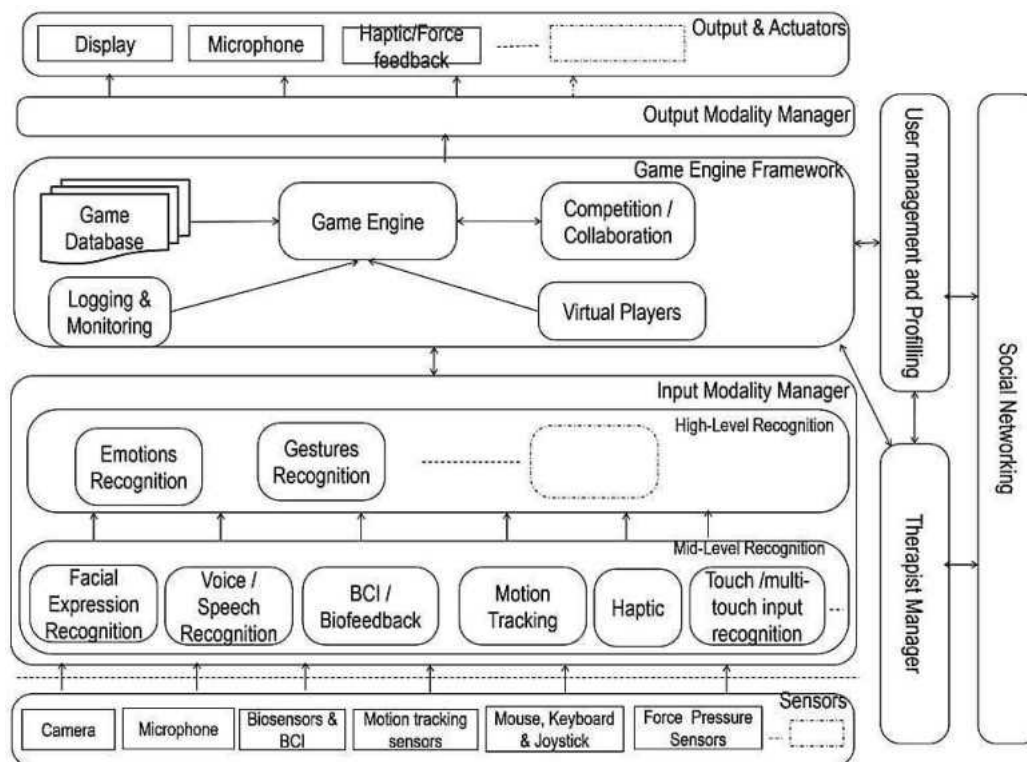 Output & Actuators
Display
Microphone
Haptic/Force
feedback
Output Modality Manager
Game Engine Framework
Game
Database
Game Engine
Competition /
Collaboration
Logging &
Monitoring
Virtual Players
User management and Profilling
Social Networking
Therapist Manager
Input Modality Manager
High-Level Recognition
Emotions
Recognition
Gestures
Recognition
Mid-Level Recognition
Facial
Expression
Recognition
Voice /
Speech
Recognition
BCI /
Biofeedback
Motion
Tracking
Haptic
Touch /multi-
touch input
recognition
Sensors
Camera
Microphone
Biosensors &
BCI
Motion tracking
sensors
Mouse, Keyboard
& Joystick
Force Pressure
Sensors